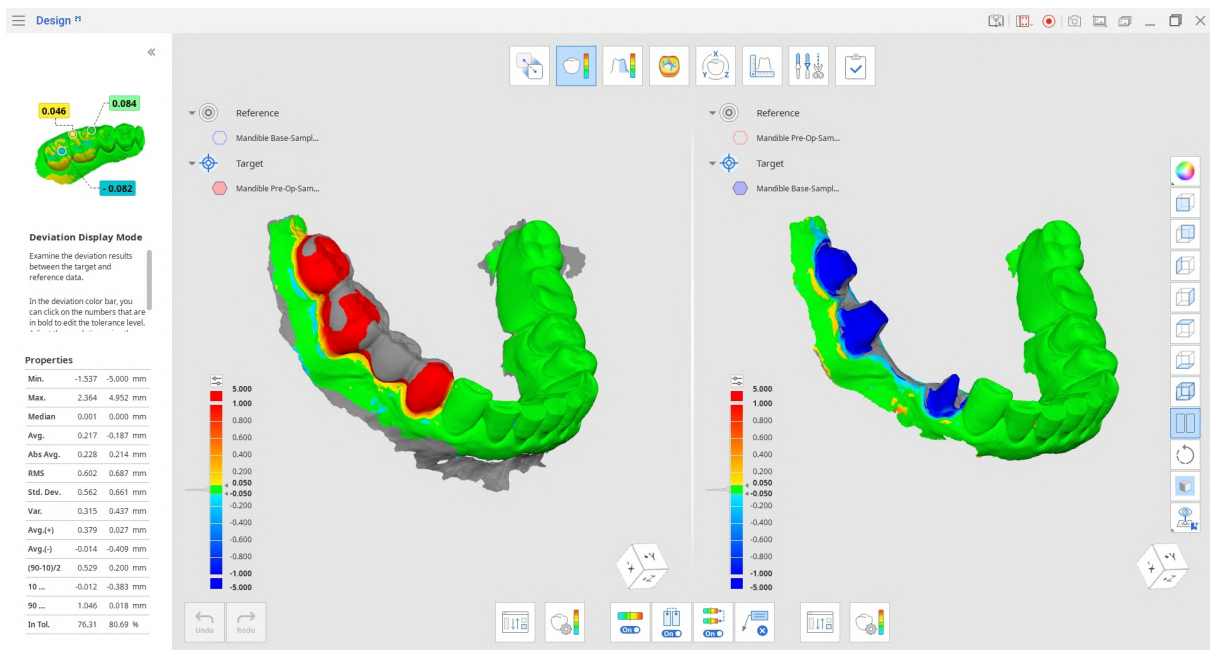 Design
0.046
0.084
- 0.082
Deviation Display Mode
Examine the deviation results
between the target and
reference data.
In the deviation color bar, you
can click on the numbers that are
in bold to edit the tolerance level.
Properties
Min. -1.537 -5.000 mm
Max. 2.364 4.952 mm
Median 0.001 0.000 mm
Avg. 0.217 -0.187 mm
Abs Avg. 0.228 0.214 mm
RMS 0.602 0.687 mm
Std. Dev. 0.562 0.661 mm
Var. 0.315 0.437 mm
Avg.(+) 0.379 0.027 mm
Avg.(-) -0.014 -0.409 mm
(90-10)/2 0.529 0.200 mm
10 ... -0.012 -0.383 mm
90 ... 1.046 0.018 mm
In Tol. 76.31 80.69 %
Reference
Mandible Base-Sampl...
Target
Mandible Pre-Op-Sam...
5.000
1.000
0.800
0.600
0.400
0.200
0.050
-0.050
-0.200
-0.400
-0.600
-0.800
-1.000
-5.000
Reference
Mandible Pre-Op-Sam...
Target
Mandible Base-Sampl...
5.000
1.000
0.800
0.600
0.400
0.200
0.050
-0.050
-0.200
-0.400
-0.600
-0.800
-1.000
-5.000
X
Y Z
Undo
Redo
On
On
On